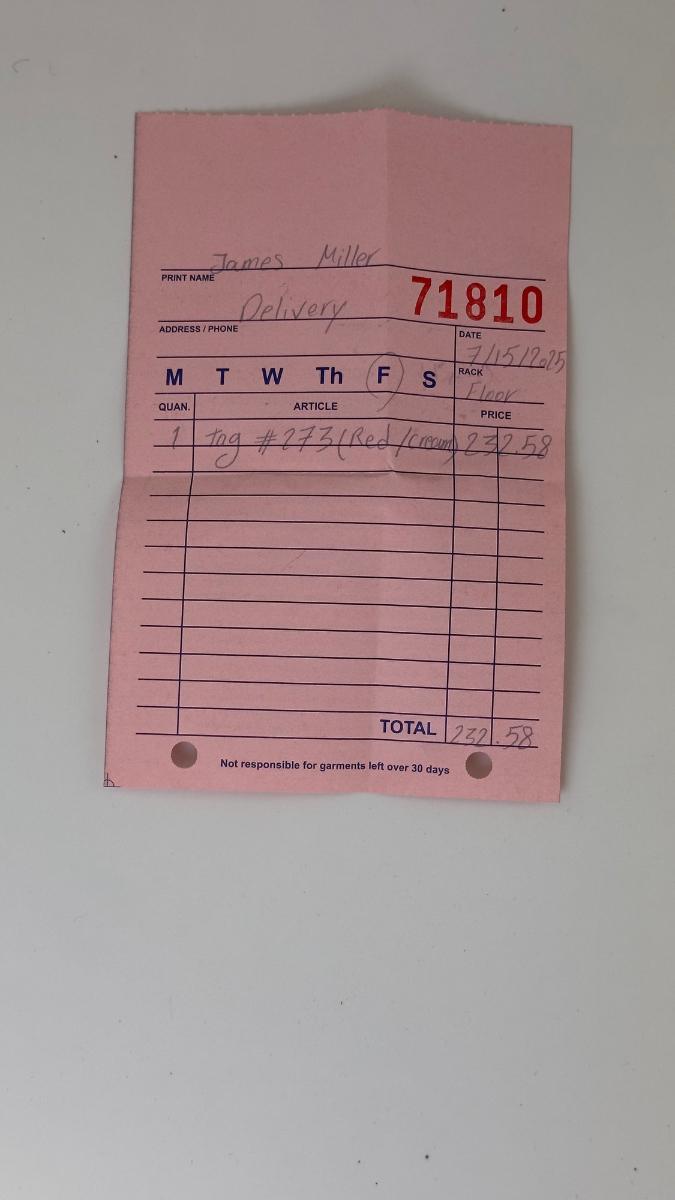 James Miller
PRINT NAME
71810
Delivery
ADDRESS / PHONE
DATE
7/15/2025
M T W Th F S
RACK
Floor
QUAN. ARTICLE PRICE
1 Tag #273 (Red/cream) 232.58
TOTAL 232.58
Not responsible for garments left over 30 days